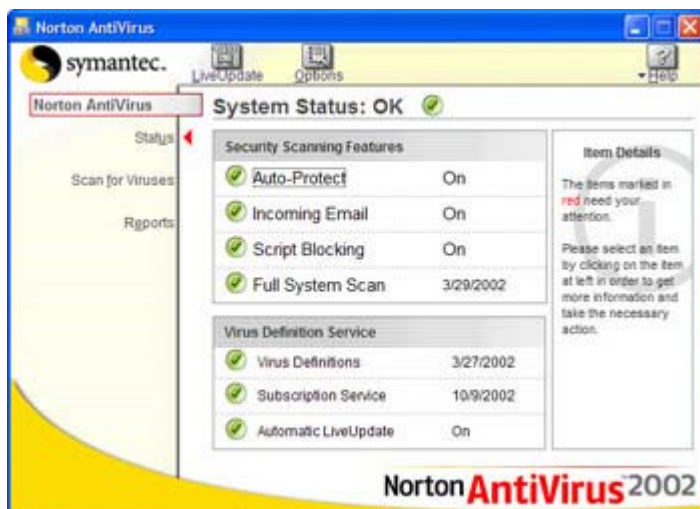 Norton AntiVirus
symantec.
LiveUpdate
Options
Help
Norton AntiVirus
Status
Scan for Viruses
Reports
System Status: OK
Security Scanning Features
Auto-Protect On
Incoming Email On
Script Blocking On
Full System Scan 3/29/2002
Virus Definition Service
Virus Definitions 3/27/2002
Subscription Service 10/9/2002
Automatic LiveUpdate On
Item Details
The items marked in
red need your
attention.
Please select an item
by clicking on the item
at left in order to get
more information and
take the necessary
action.
Norton AntiVirus 2002